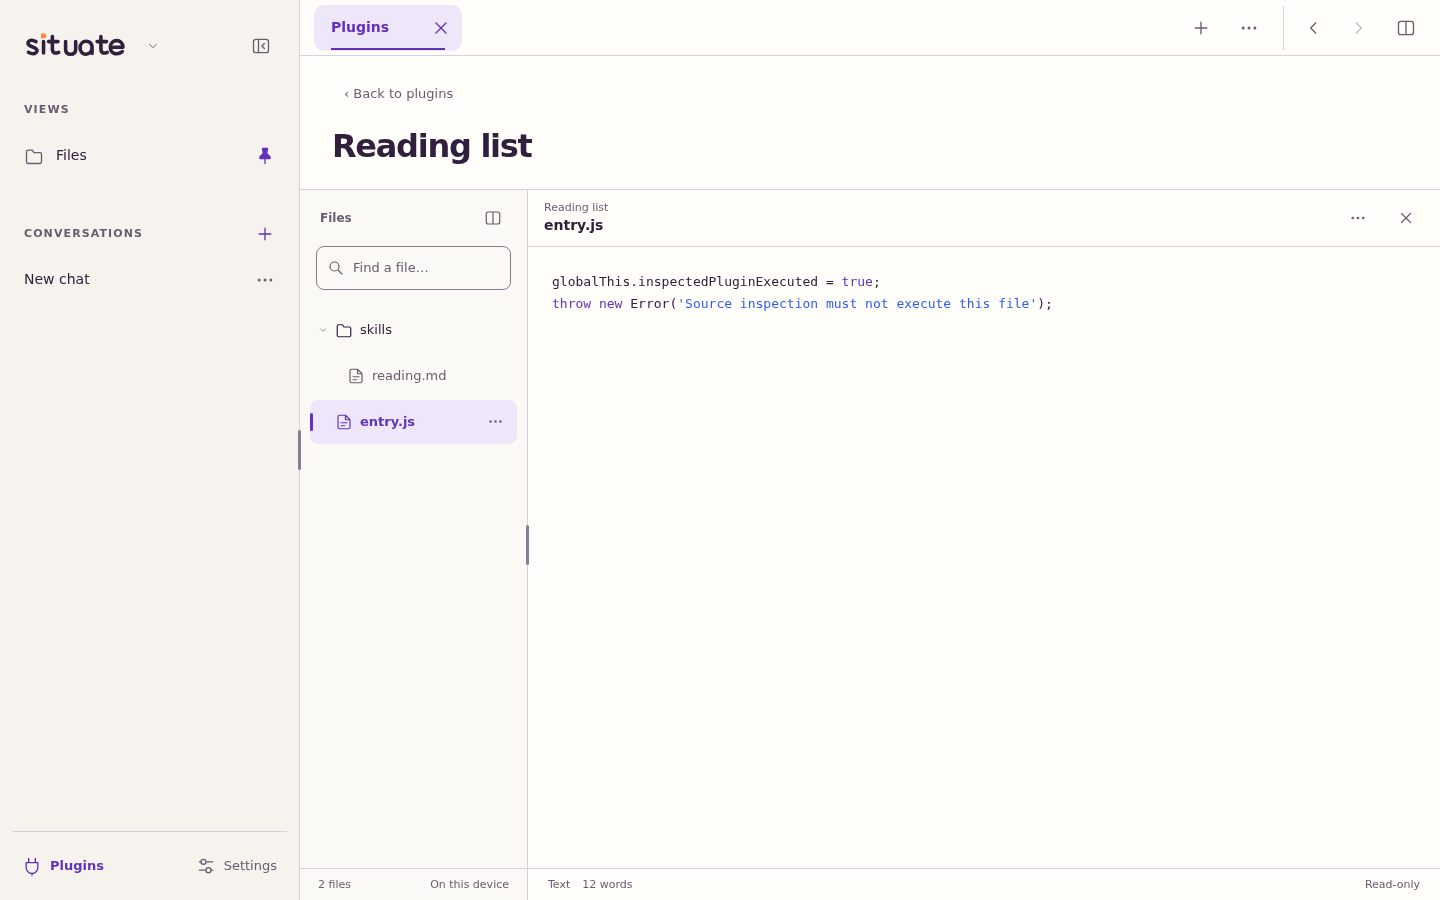 situate
VIEWS
Files
CONVERSATIONS
New chat
Plugins
Settings
Plugins
‹ Back to plugins
Reading list
Files
Find a file...
skills
reading.md
entry.js
2 files
On this device
Reading list
entry.js
globalThis.inspectedPluginExecuted = true;
throw new Error('Source inspection must not execute this file');
Text 12 words
Read-only